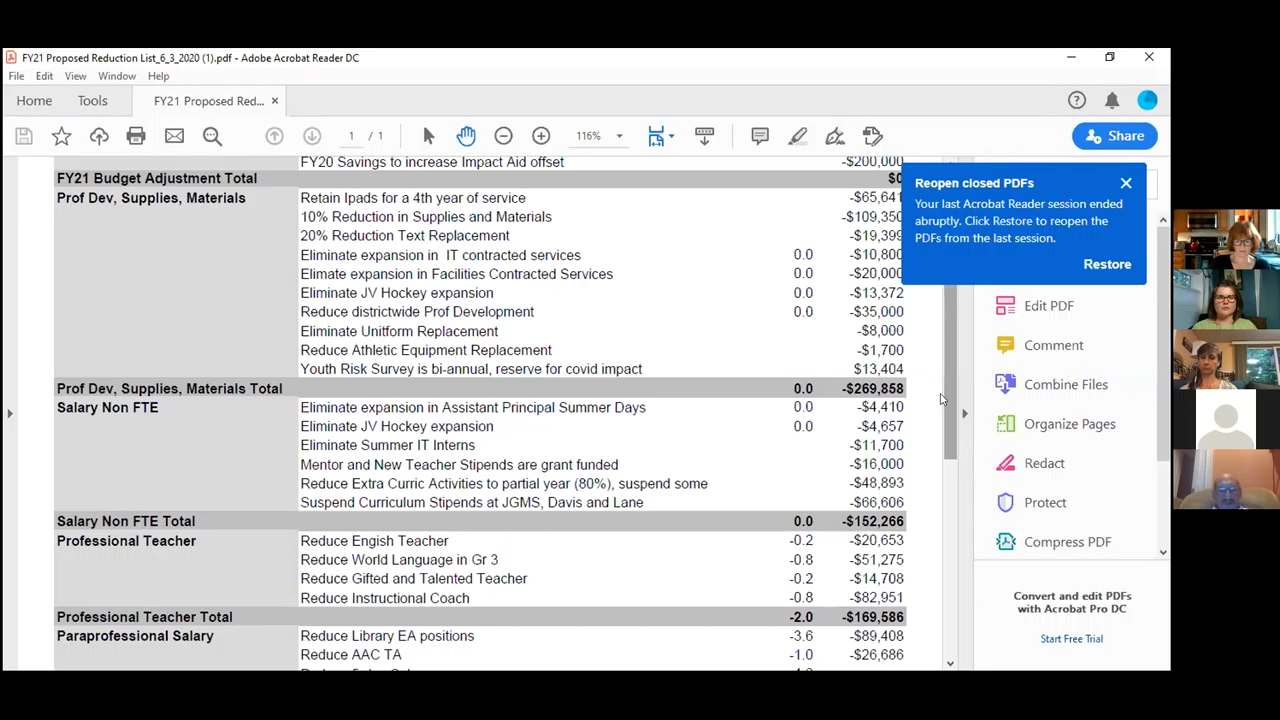 FY21 Proposed Reduction List_6_3_2020 (1).pdf - Adobe Acrobat Reader DC
File Edit View Window Help
Home Tools FY21 Proposed Red... ×
1 / 1 116% Share
FY20 Savings to increase Impact Aid offset -$200,000
FY21 Budget Adjustment Total $0
Prof Dev, Supplies, Materials Retain Ipads for a 4th year of service -$65,641
10% Reduction in Supplies and Materials -$109,350
20% Reduction Text Replacement -$19,399
Eliminate expansion in IT contracted services 0.0 -$10,800
Elimate expansion in Facilities Contracted Services 0.0 -$20,000
Eliminate JV Hockey expansion 0.0 -$13,372
Reduce districtwide Prof Development 0.0 -$35,000
Eliminate Unitform Replacement -$8,000
Reduce Athletic Equipment Replacement -$1,700
Youth Risk Survey is bi-annual, reserve for covid impact $13,404
Prof Dev, Supplies, Materials Total 0.0 -$269,858
Salary Non FTE Eliminate expansion in Assistant Principal Summer Days 0.0 -$4,410
Eliminate JV Hockey expansion 0.0 -$4,657
Eliminate Summer IT Interns -$11,700
Mentor and New Teacher Stipends are grant funded -$16,000
Reduce Extra Curric Activities to partial year (80%), suspend some -$48,893
Suspend Curriculum Stipends at JGMS, Davis and Lane -$66,606
Salary Non FTE Total 0.0 -$152,266
Professional Teacher Reduce Engish Teacher -0.2 -$20,653
Reduce World Language in Gr 3 -0.8 -$51,275
Reduce Gifted and Talented Teacher -0.2 -$14,708
Reduce Instructional Coach -0.8 -$82,951
Professional Teacher Total -2.0 -$169,586
Paraprofessional Salary Reduce Library EA positions -3.6 -$89,408
Reduce AAC TA -1.0 -$26,686
Reopen closed PDFs
Your last Acrobat Reader session ended
abruptly. Click Restore to reopen the
PDFs from the last session.
Restore
Edit PDF
Comment
Combine Files
Organize Pages
Redact
Protect
Compress PDF
Convert and edit PDFs
with Acrobat Pro DC
Start Free Trial